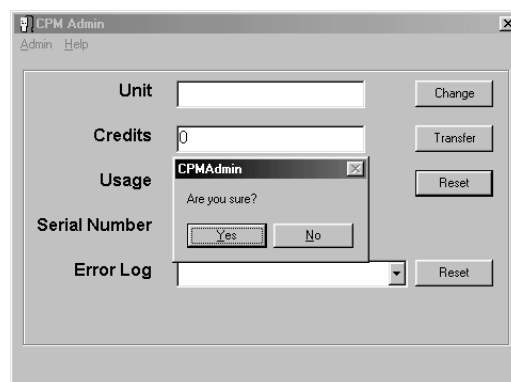 CPM Admin
Admin Help
Unit
Change
Credits
0
Transfer
Usage
Reset
CPMAdmin
Are you sure?
Yes
No
Serial Number
Error Log
Reset